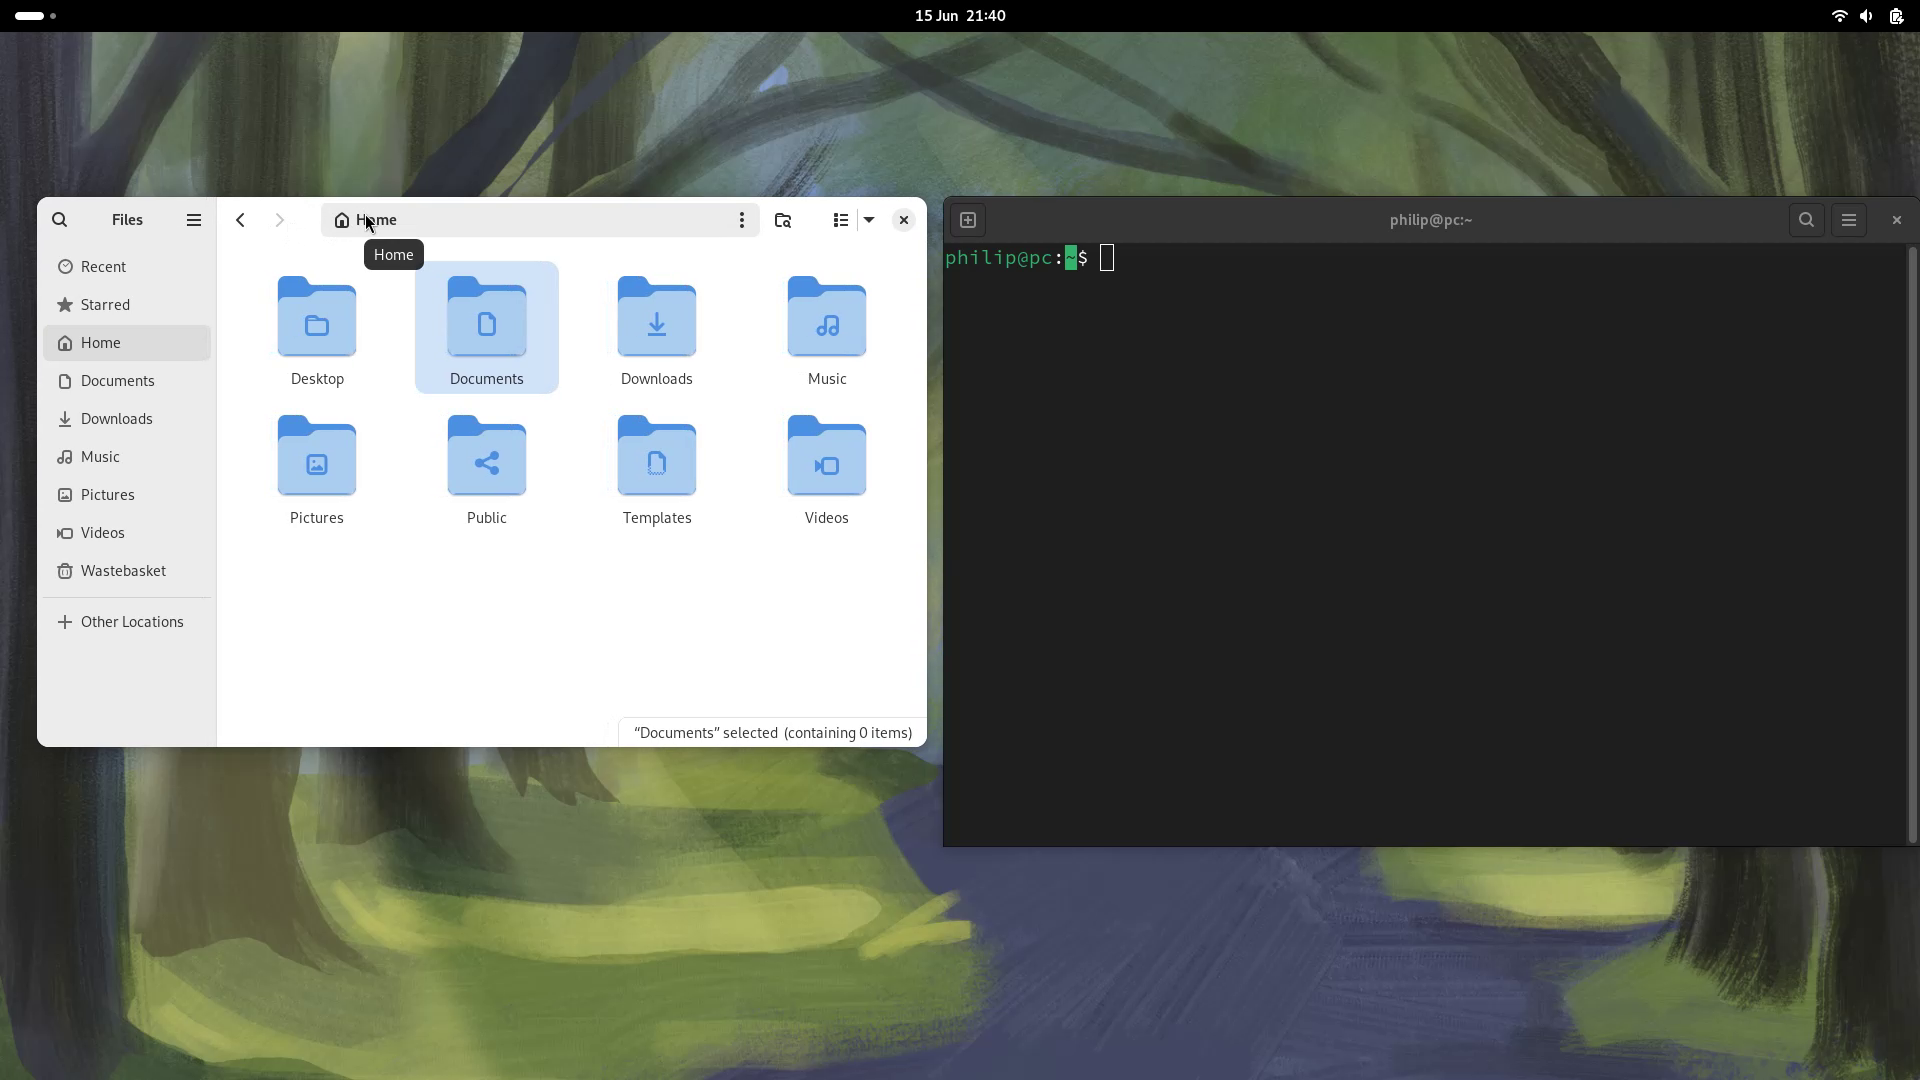 15 Jun 21:40
Files
Home
Home
Recent
Starred
Home
Documents
Downloads
Music
Pictures
Videos
Wastebasket
Other Locations
Desktop
Documents
Downloads
Music
Pictures
Public
Templates
Videos
“Documents” selected (containing 0 items)
philip@pc:~
philip@pc:~$